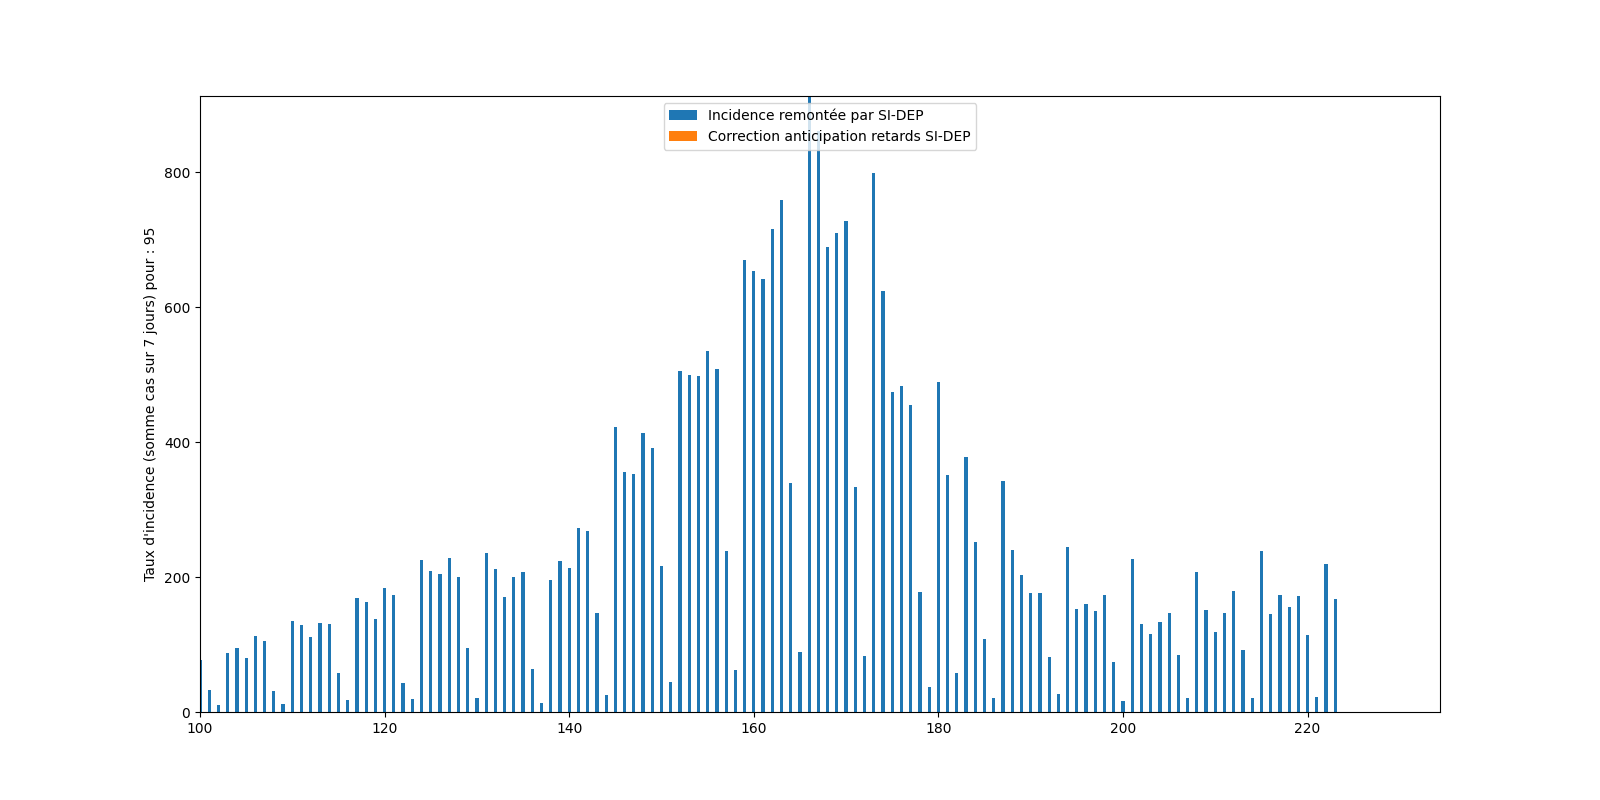 Incidence remontée par SI-DEP
Correction anticipation retards SI-DEP
Taux d'incidence (somme cas sur 7 jours) pour : 95
800
600
400
200
0
100 120 140 160 180 200 220